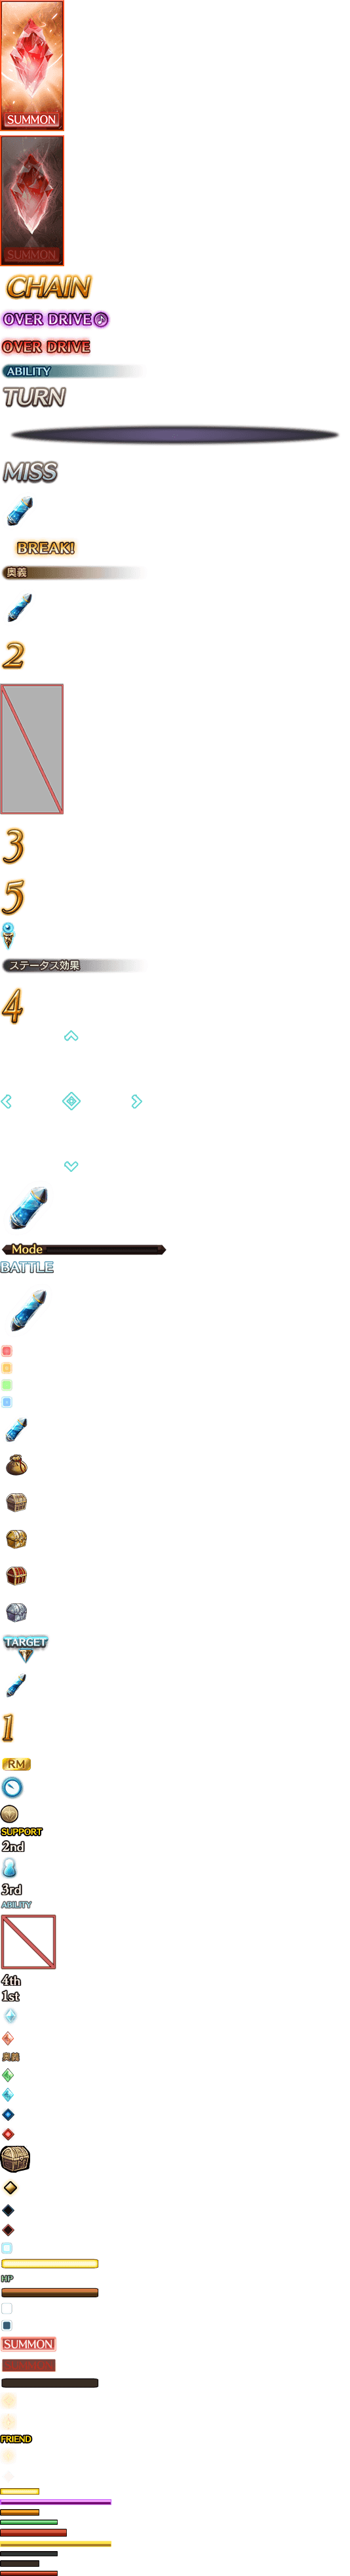 SUMMON
SUMMON
CHAIN
OVER DRIVE
OVER DRIVE
ABILITY
TURN
MISS
BREAK!
奥義
2
3
5
ステータス効果
4
Mode
BATTLE
TARGET
1
RM
SUPPORT
2nd
3rd
ABILITY
4th
1st
奥義
HP
SUMMON
FRIEND